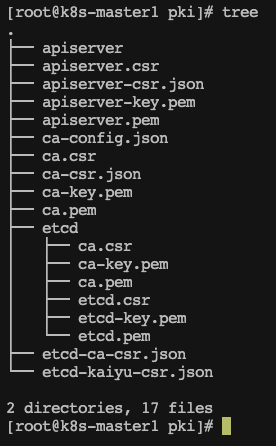 [root@k8s-master1 pki]# tree
.
├── apiserver
├── apiserver.csr
├── apiserver-csr.json
├── apiserver-key.pem
├── apiserver.pem
├── ca-config.json
├── ca.csr
├── ca-csr.json
├── ca-key.pem
├── ca.pem
├── etcd
│   ├── ca.csr
│   ├── ca-key.pem
│   ├── ca.pem
│   ├── etcd.csr
│   ├── etcd-key.pem
│   └── etcd.pem
├── etcd-ca-csr.json
└── etcd-kaiyu-csr.json

2 directories, 17 files
[root@k8s-master1 pki]#